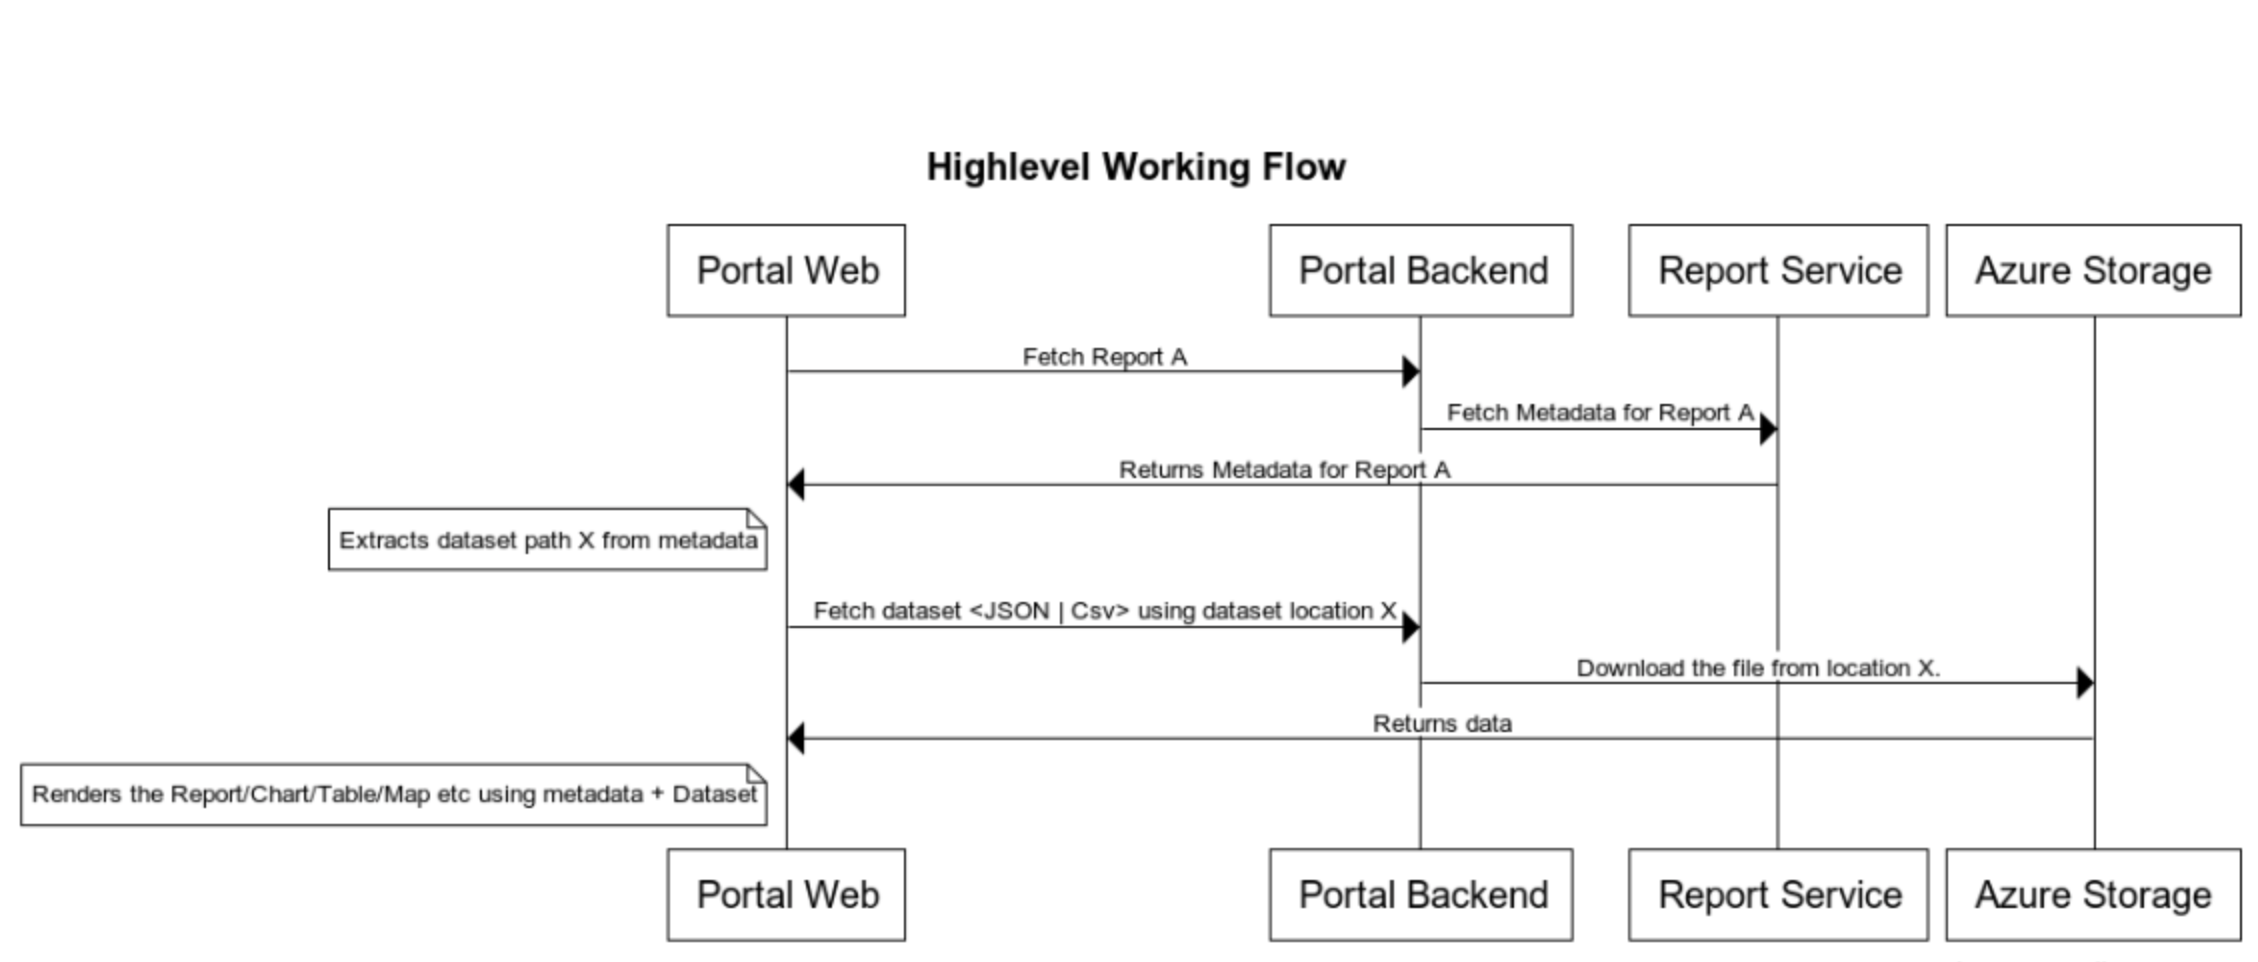 Highlevel Working Flow
Portal Web
Portal Backend
Report Service
Azure Storage
Fetch Report A
Fetch Metadata for Report A
Returns Metadata for Report A
Extracts dataset path X from metadata
Fetch dataset <JSON | Csv> using dataset location X
Download the file from location X.
Returns data
Renders the Report/Chart/Table/Map etc using metadata + Dataset
Portal Web
Portal Backend
Report Service
Azure Storage